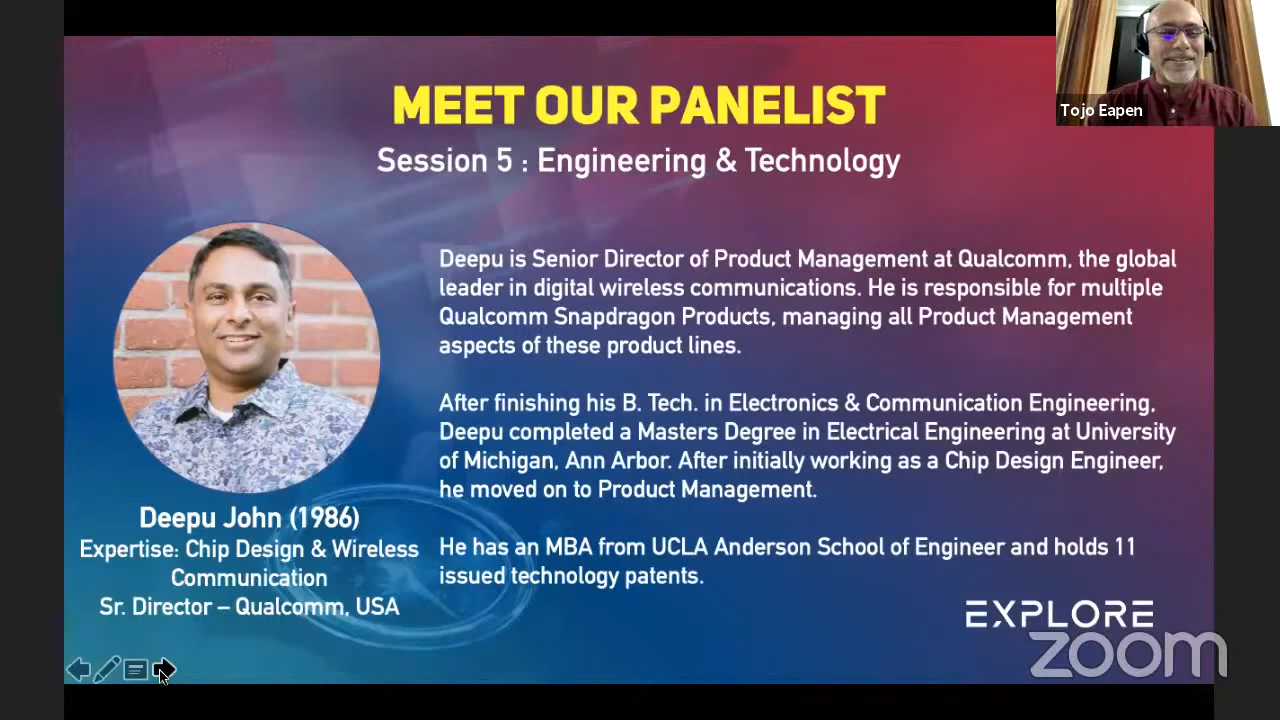 MEET OUR PANELIST
Session 5 : Engineering & Technology
Tojo Eapen
Deepu is Senior Director of Product Management at Qualcomm, the global
leader in digital wireless communications. He is responsible for multiple
Qualcomm Snapdragon Products, managing all Product Management
aspects of these product lines.
After finishing his B. Tech. in Electronics & Communication Engineering,
Deepu completed a Masters Degree in Electrical Engineering at University
of Michigan, Ann Arbor. After initially working as a Chip Design Engineer,
he moved on to Product Management.
He has an MBA from UCLA Anderson School of Engineer and holds 11
issued technology patents.
Deepu John (1986)
Expertise: Chip Design & Wireless
Communication
Sr. Director – Qualcomm, USA
EXPLORE
zoom